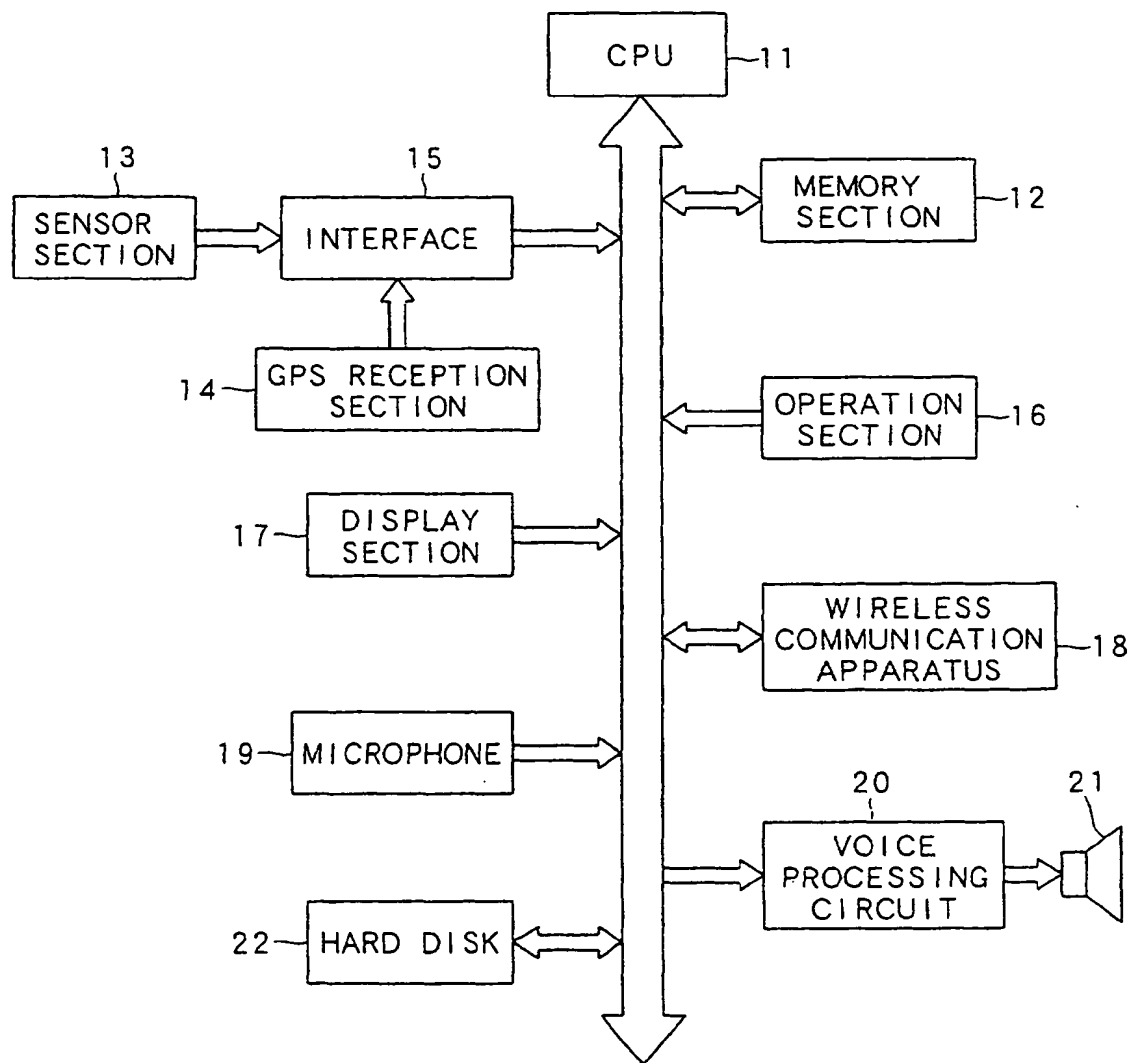 CPU
11
13
SENSOR
SECTION
15
INTERFACE
MEMORY
SECTION
12
14
GPS RECEPTION
SECTION
OPERATION
SECTION
16
17
DISPLAY
SECTION
WIRELESS
COMMUNICATION
APPARATUS
18
19
MICROPHONE
20
VOICE
PROCESSING
CIRCUIT
21
22
HARD DISK